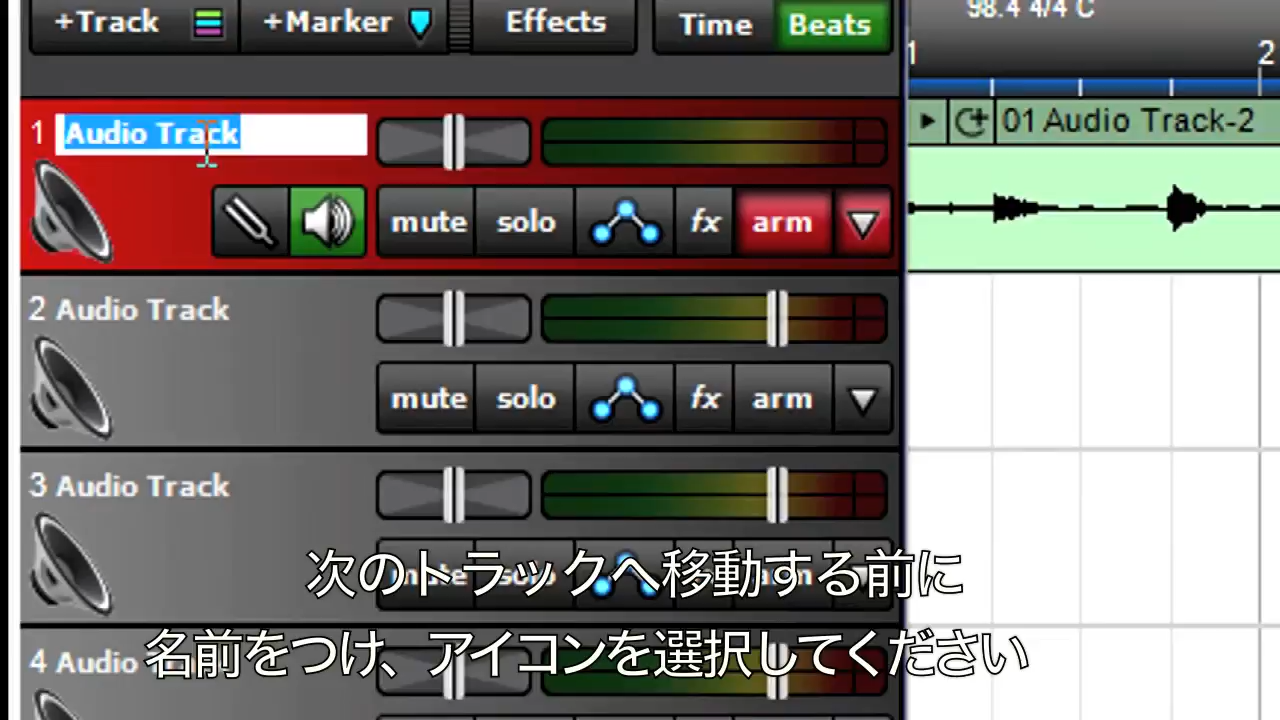 +Track +Marker Effects Time Beats
98.4 4/4 C
1 2
1 Audio Track
01 Audio Track-2
mute solo fx arm
2 Audio Track
mute solo fx arm
3 Audio Track
mute solo
次のトラックへ移動する前に
名前をつけ、アイコンを選択してください
4 Audio